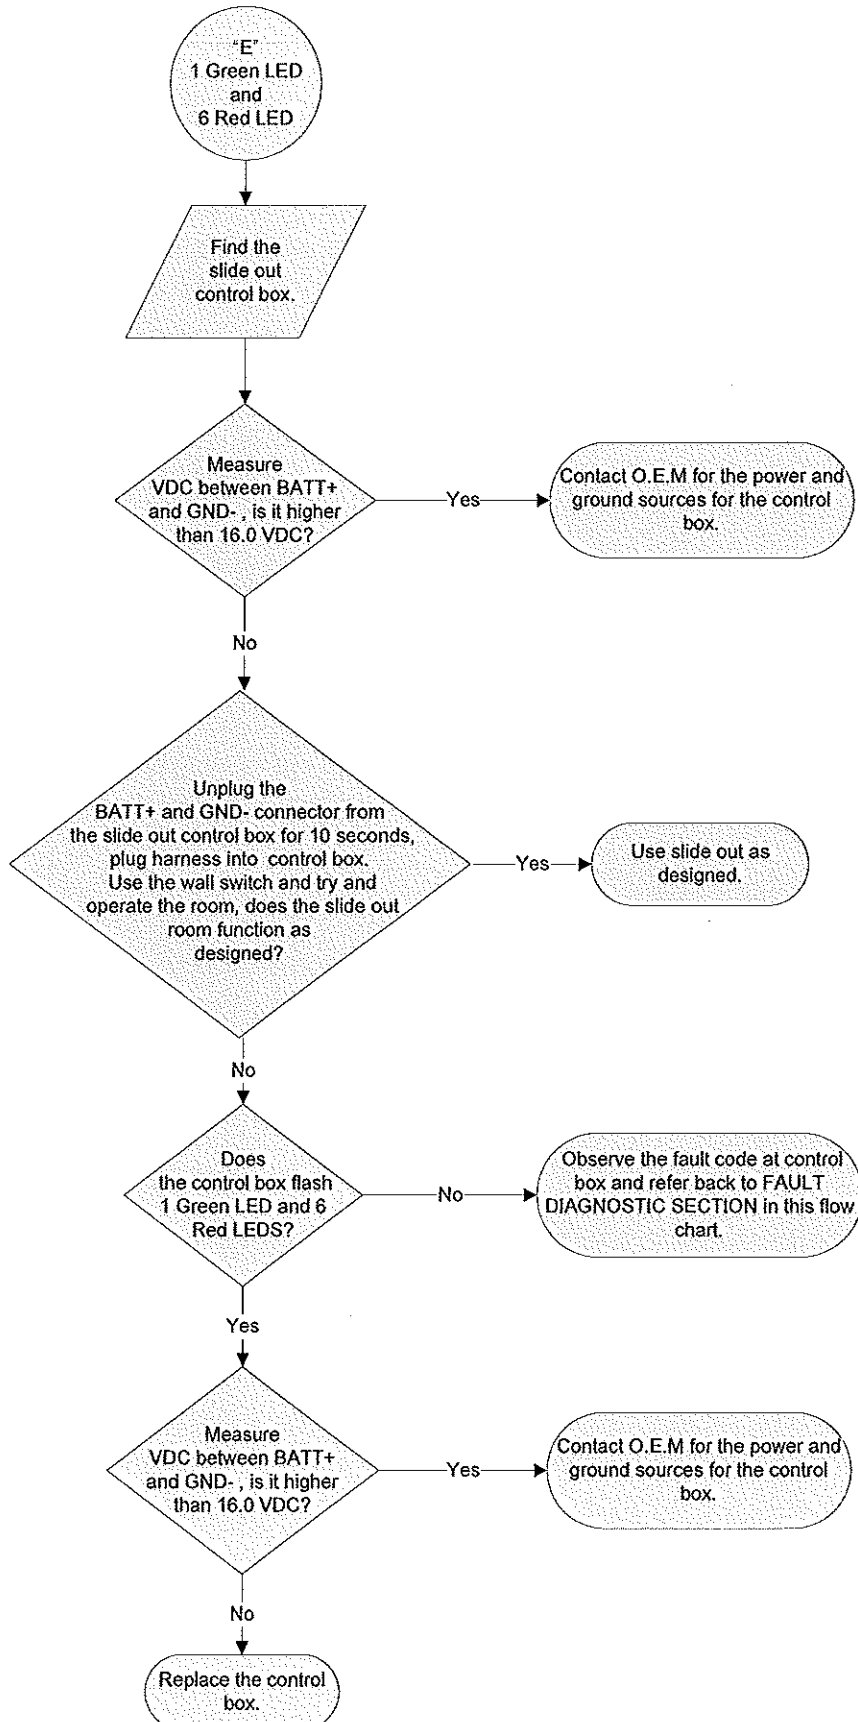 "E"
1 Green LED
and
6 Red LED
Find the
slide out
control box.
Measure
VDC between BATT+
and GND- , is it higher
than 16.0 VDC?
Yes
Contact O.E.M for the power and
ground sources for the control
box.
No
Unplug the
BATT+ and GND- connector from
the slide out control box for 10 seconds,
plug harness into control box.
Use the wall switch and try and
operate the room, does the slide out
room function as
designed?
Yes
Use slide out as
designed.
No
Does
the control box flash
1 Green LED and 6
Red LEDS?
No
Observe the fault code at control
box and refer back to FAULT
DIAGNOSTIC SECTION in this flow
chart.
Yes
Measure
VDC between BATT+
and GND- , is it higher
than 16.0 VDC?
Yes
Contact O.E.M for the power and
ground sources for the control
box.
No
Replace the control
box.